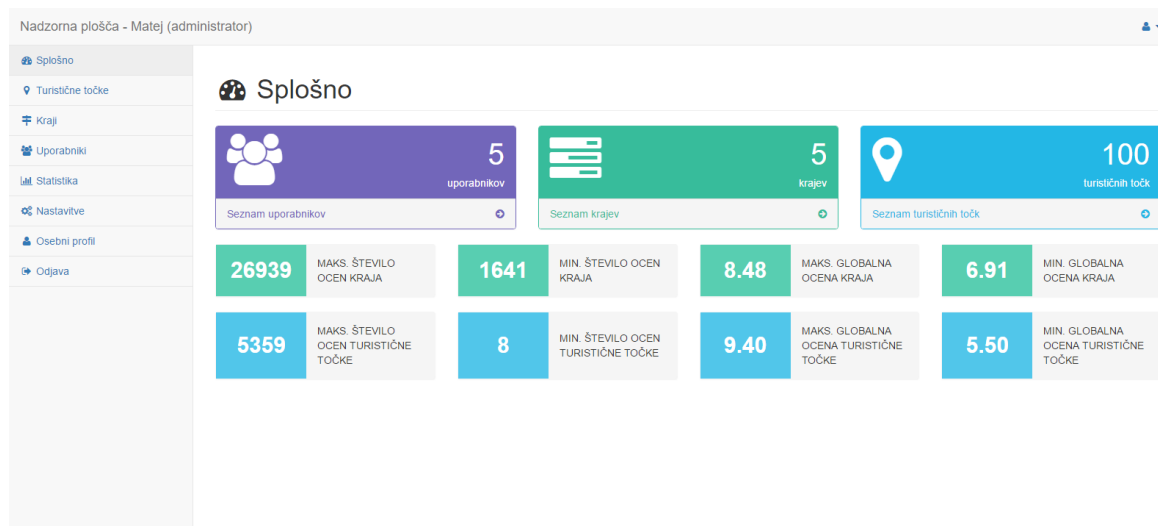 Nadzorna plošča - Matej (administrator)
Splošno
Turistične točke
Kraji
Uporabniki
Statistika
Nastavitve
Osebni profil
Odjava
Splošno
5
uporabnikov
Seznam uporabnikov
5
krajev
Seznam krajev
100
turističnih točk
Seznam turističnih točk
26939
MAKS. ŠTEVILO
OCEN KRAJA
1641
MIN. ŠTEVILO OCEN
KRAJA
8.48
MAKS. GLOBALNA
OCENA KRAJA
6.91
MIN. GLOBALNA
OCENA KRAJA
5359
MAKS. ŠTEVILO
OCEN TURISTIČNE
TOČKE
8
MIN. ŠTEVILO OCEN
TURISTIČNE TOČKE
9.40
MAKS. GLOBALNA
OCENA TURISTIČNE
TOČKE
5.50
MIN. GLOBALNA
OCENA TURISTIČNE
TOČKE